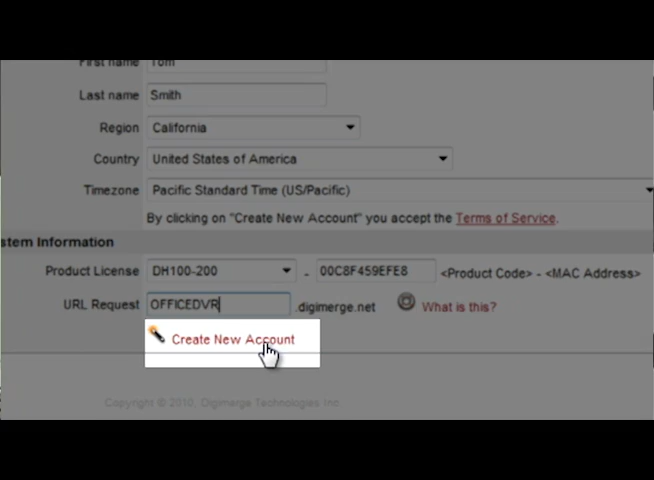 First name Tom
Last name Smith
Region California
Country United States of America
Timezone Pacific Standard Time (US/Pacific)
By clicking on "Create New Account" you accept the Terms of Service.
stem Information
Product License DH100-200 - 00C8F459EFE8 <Product Code> - <MAC Address>
URL Request OFFICEDVR .digimerge.net What is this?
Create New Account
Copyright © 2010, Digimerge Technologies Inc.